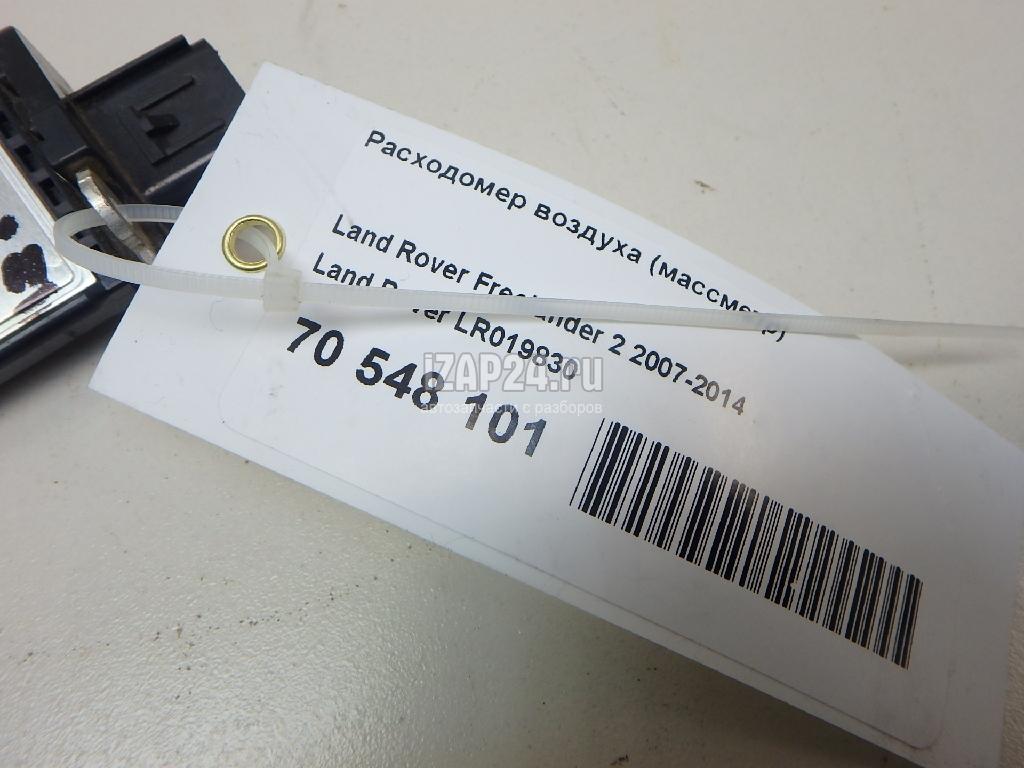 Расходомер воздуха (массметр)
Land Rover Freelander 2 2007-2014
Land Rover LR019830
70 548 101
iZAP24.ru
автозапчасти с разборов